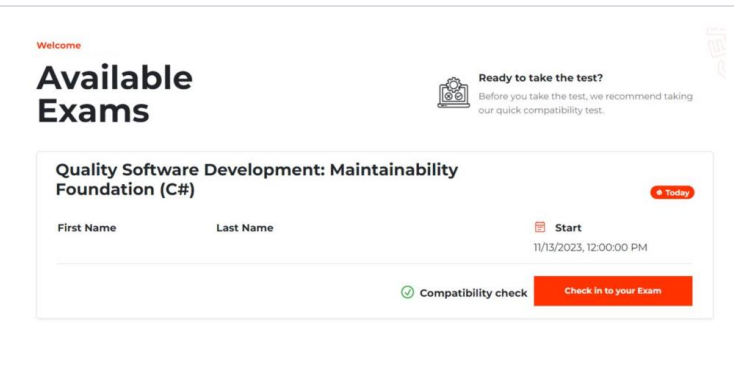 Welcome
Available
Exams
Ready to take the test?
Before you take the test, we recommend taking
our quick compatibility test.
Quality Software Development: Maintainability
Foundation (C#)
Today
First Name
Last Name
Start
11/13/2023, 12:00:00 PM
Compatibility check
Check in to your Exam